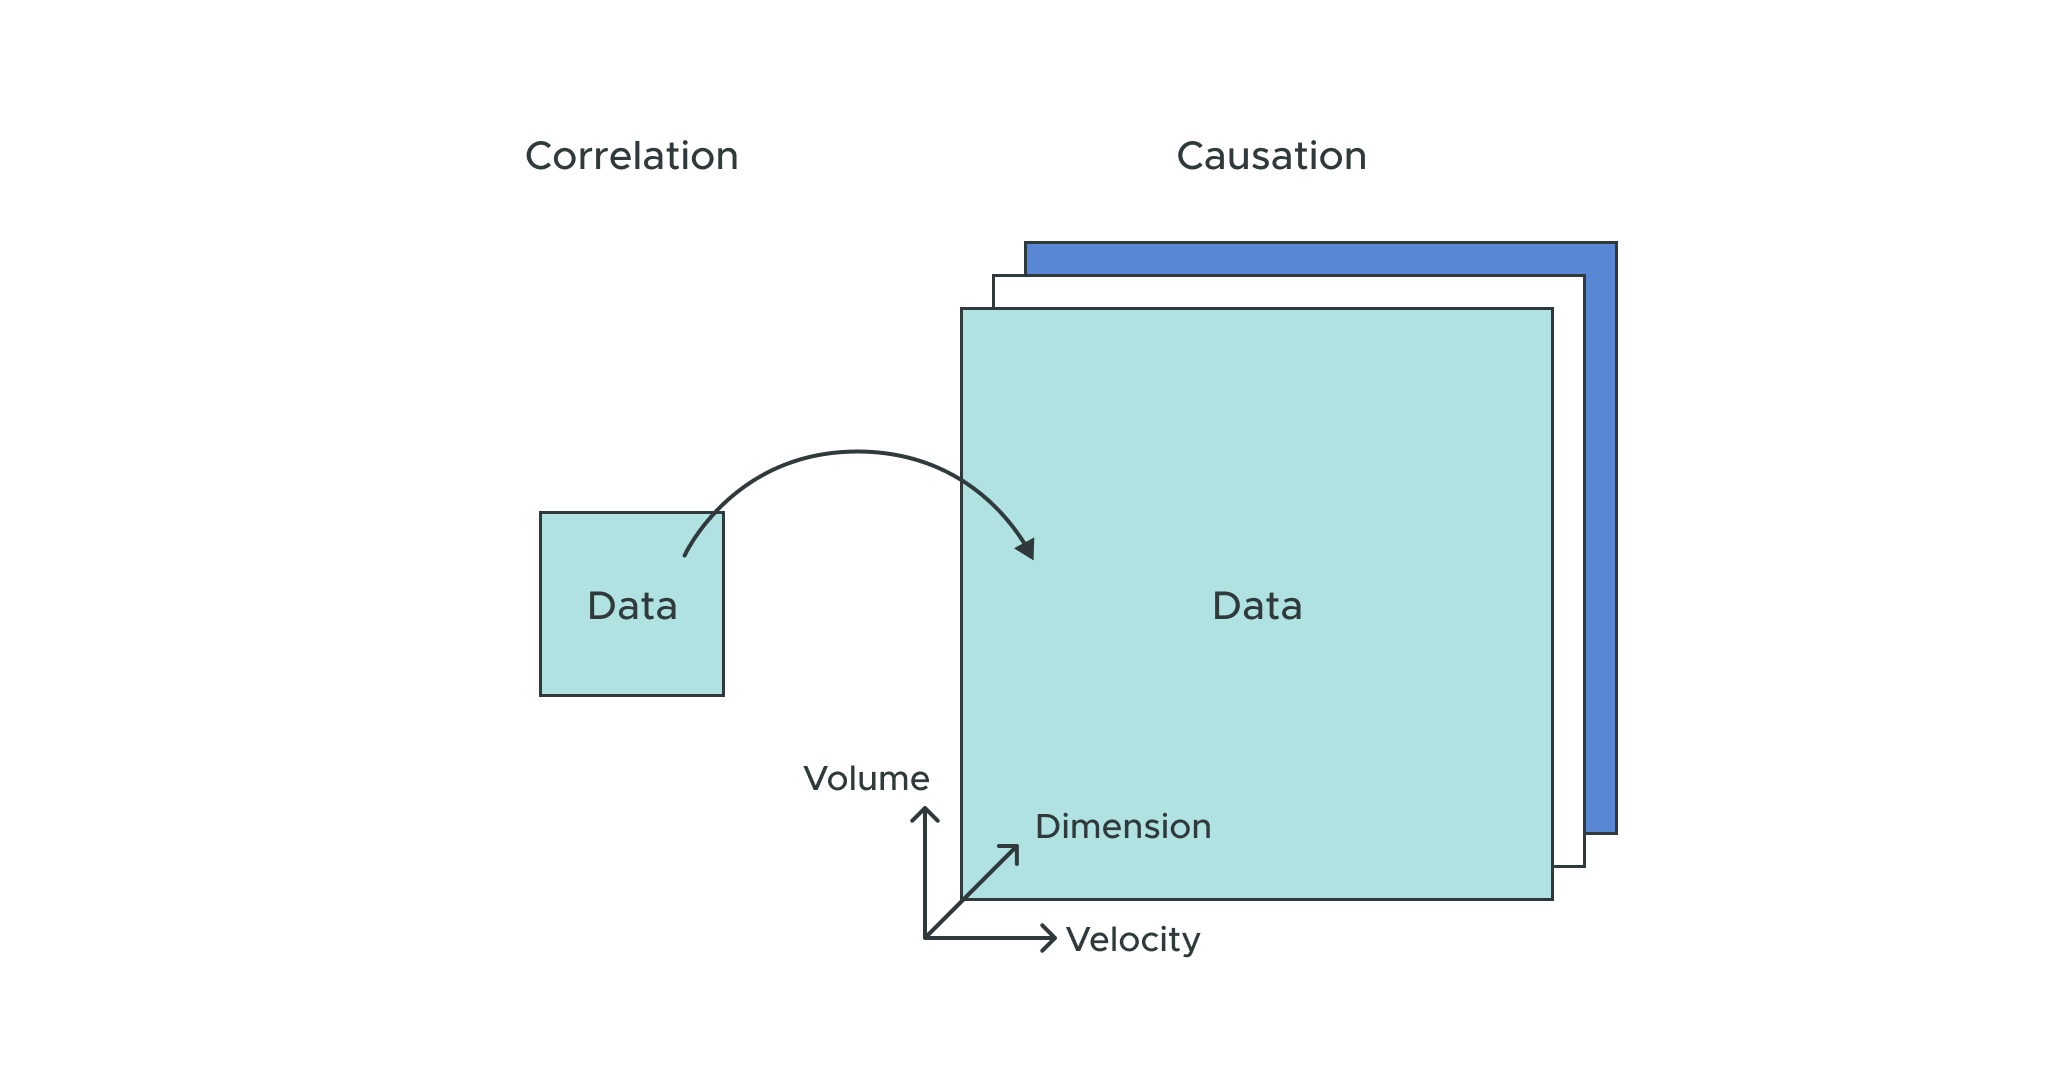 Correlation
Causation
Data
Data
Volume
Dimension
Velocity